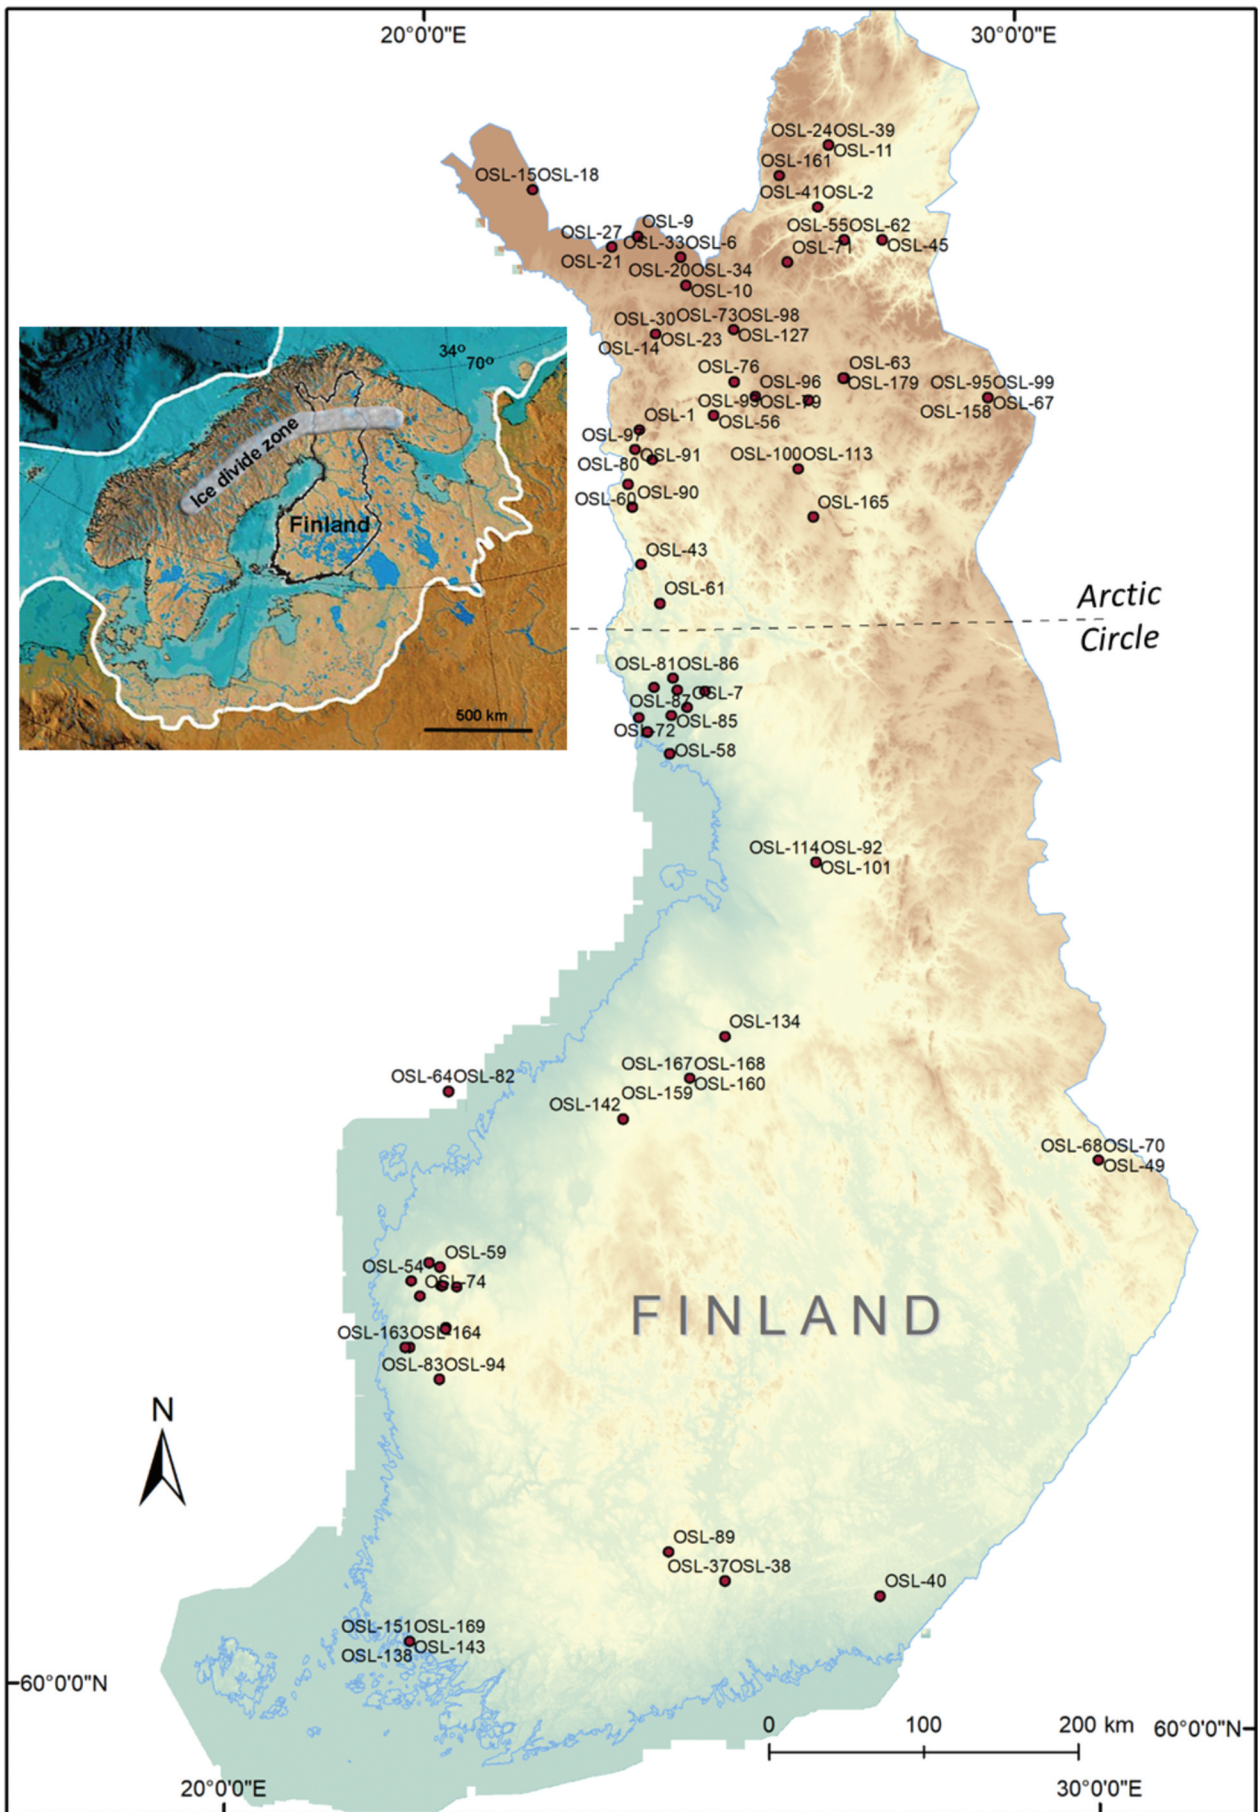 20°0'0"E
30°0'0"E
OSL-24OSL-39
OSL-11
OSL-161
OSL-15OSL-18
OSL-41OSL-2
OSL-9
OSL-27
OSL-33OSL-6
OSL-55OSL-62
OSL-45
OSL-71
OSL-21
OSL-20OSL-34
OSL-10
OSL-30
OSL-73OSL-98
OSL-127
OSL-23
OSL-14
OSL-76
OSL-63
OSL-179
OSL-96
OSL-95OSL-99
OSL-93OSL-79
OSL-158
OSL-67
OSL-1
OSL-56
OSL-97
OSL-91
OSL-80
OSL-100OSL-113
OSL-90
OSL-60
OSL-165
OSL-43
OSL-61
Arctic
Circle
OSL-81OSL-86
OSL-7
OSL-87
OSL-85
OSL-72
OSL-58
34°
70°
Ice divide zone
Finland
500 km
OSL-114OSL-92
OSL-101
OSL-134
OSL-167OSL-168
OSL-160
OSL-159
OSL-142
OSL-64OSL-82
OSL-68OSL-70
OSL-49
OSL-59
OSL-54
OSL-74
FINLAND
OSL-163OSL-164
OSL-83OSL-94
N
OSL-89
OSL-37OSL-38
OSL-40
OSL-151OSL-169
OSL-143
OSL-138
60°0'0"N
0 100 200 km
60°0'0"N
20°0'0"E
30°0'0"E